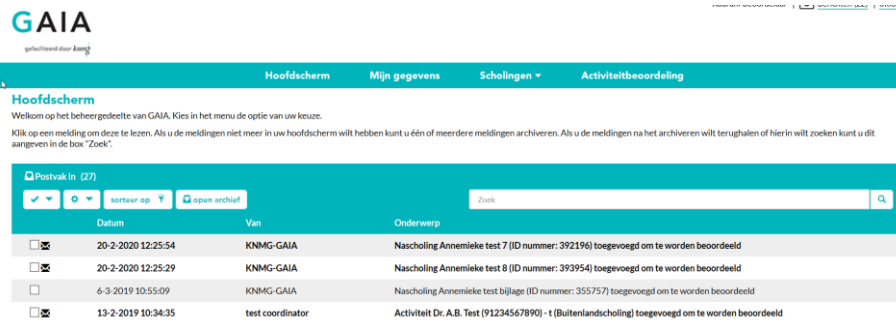 GAIA
gefaciliteerd door knmg
Hoofdscherm Mijn gegevens Scholingen Activiteitbeoordeling
Hoofdscherm
Welkom op het beheergedeelte van GAIA. Kies in het menu de optie van uw keuze.
Klik op een melding om deze te lezen. Als u de meldingen niet meer in uw hoofdscherm wilt hebben kunt u één of meerdere meldingen archiveren. Als u de meldingen na het archiveren wilt terughalen of hierin wilt zoeken kunt u dit
aangeven in de box "Zoek".
Postvak in (27)
sorteer op open archief Zoek
Datum Van Onderwerp
20-2-2020 12:25:54 KNMG-GAIA Nascholing Annemieke test 7 (ID nummer: 392196) toegevoegd om te worden beoordeeld
20-2-2020 12:25:29 KNMG-GAIA Nascholing Annemieke test 8 (ID nummer: 393954) toegevoegd om te worden beoordeeld
6-3-2019 10:55:09 KNMG-GAIA Nascholing Annemieke test bijlage (ID nummer: 355757) toegevoegd om te worden beoordeeld
13-2-2019 10:34:35 test coordinator Activiteit Dr. A.B. Test (91234567890) - t (Buitenlandscholing) toegevoegd om te worden beoordeeld